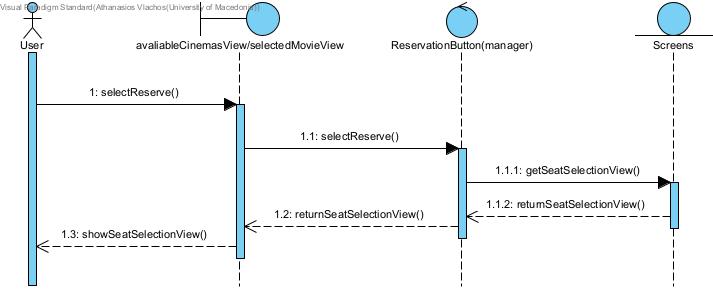 Visual Paradigm Standard(Athanasios Vlachos(University of Macedonia))
User
avaliableCinemasView/selectedMovieView
ReservationButton(manager)
Screens
1: selectReserve()
1.1: selectReserve()
1.1.1: getSeatSelectionView()
1.1.2: returnSeatSelectionView()
1.2: returnSeatSelectionView()
1.3: showSeatSelectionView()